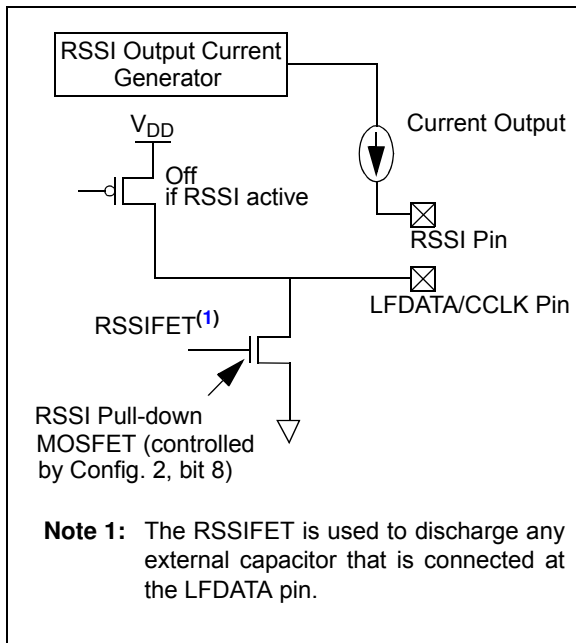 RSSI Output Current
Generator
VDD
Current Output
Off
if RSSI active
RSSI Pin
LFDATA/CCLK Pin
RSSIFET(1)
RSSI Pull-down
MOSFET (controlled
by Config. 2, bit 8)
Note 1: The RSSIFET is used to discharge any
external capacitor that is connected at
the LFDATA pin.